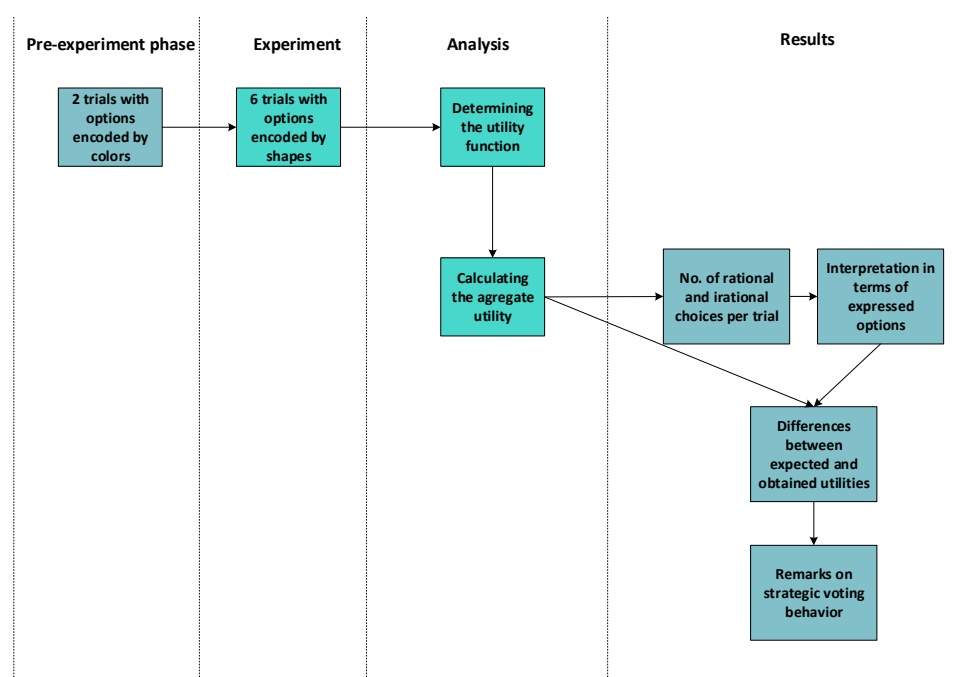 Pre-experiment phase
Experiment
Analysis
Results
2 trials with
options
encoded by
colors
6 trials with
options
encoded by
shapes
Determining
the utility
function
Calculating
the agregate
utility
No. of rational
and irational
choices per trial
Interpretation in
terms of
expressed
options
Differences
between
expected and
obtained utilities
Remarks on
strategic voting
behavior